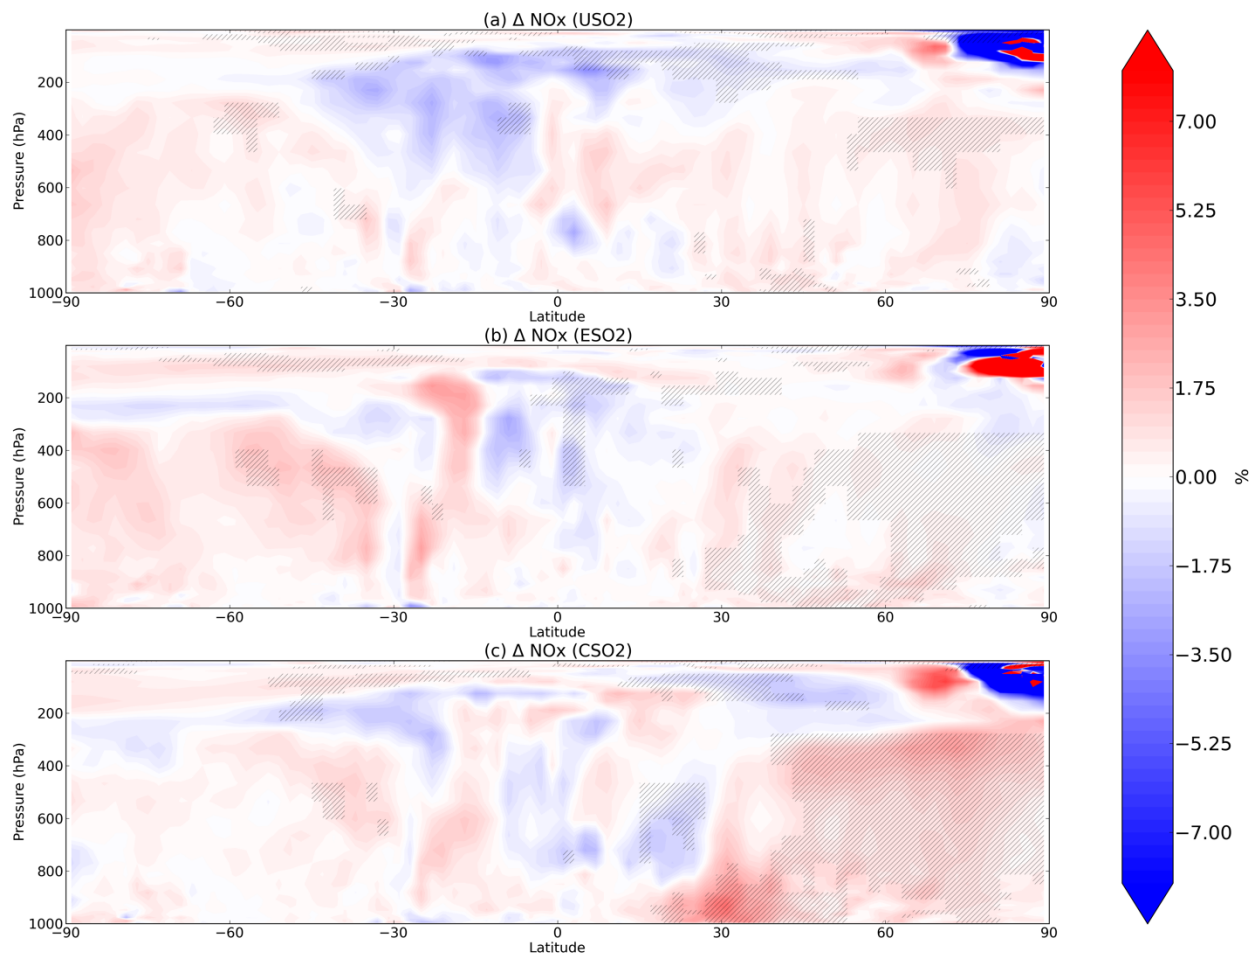 (a) Δ NOx (USO2)
Pressure (hPa)
200
400
600
800
1000
−90 −60 −30 0 30 60 90
Latitude
(b) Δ NOx (ESO2)
Pressure (hPa)
200
400
600
800
1000
−90 −60 −30 0 30 60 90
Latitude
(c) Δ NOx (CSO2)
Pressure (hPa)
200
400
600
800
1000
−90 −60 −30 0 30 60 90
Latitude
7.00
5.25
3.50
1.75
0.00
−1.75
−3.50
−5.25
−7.00
%